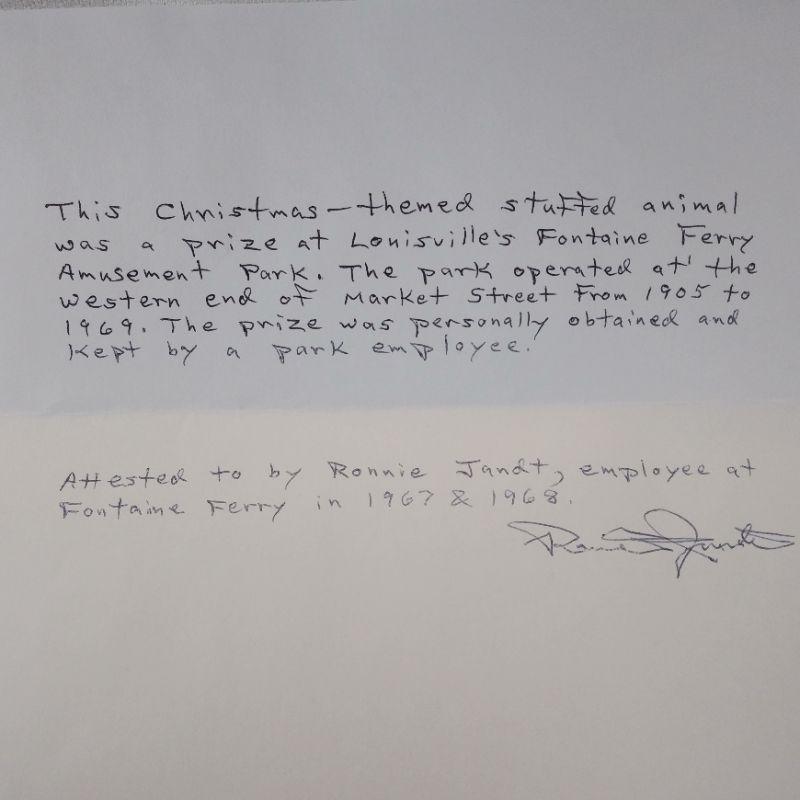 This Christmas-themed stuffed animal
was a prize at Louisville's Fontaine Ferry
Amusement Park. The park operated at the
western end of Market Street from 1905 to
1969. The prize was personally obtained and
kept by a park employee.
Attested to by Ronnie Jandt, employee at
Fontaine Ferry in 1967 & 1968.
Ronnie Jandt